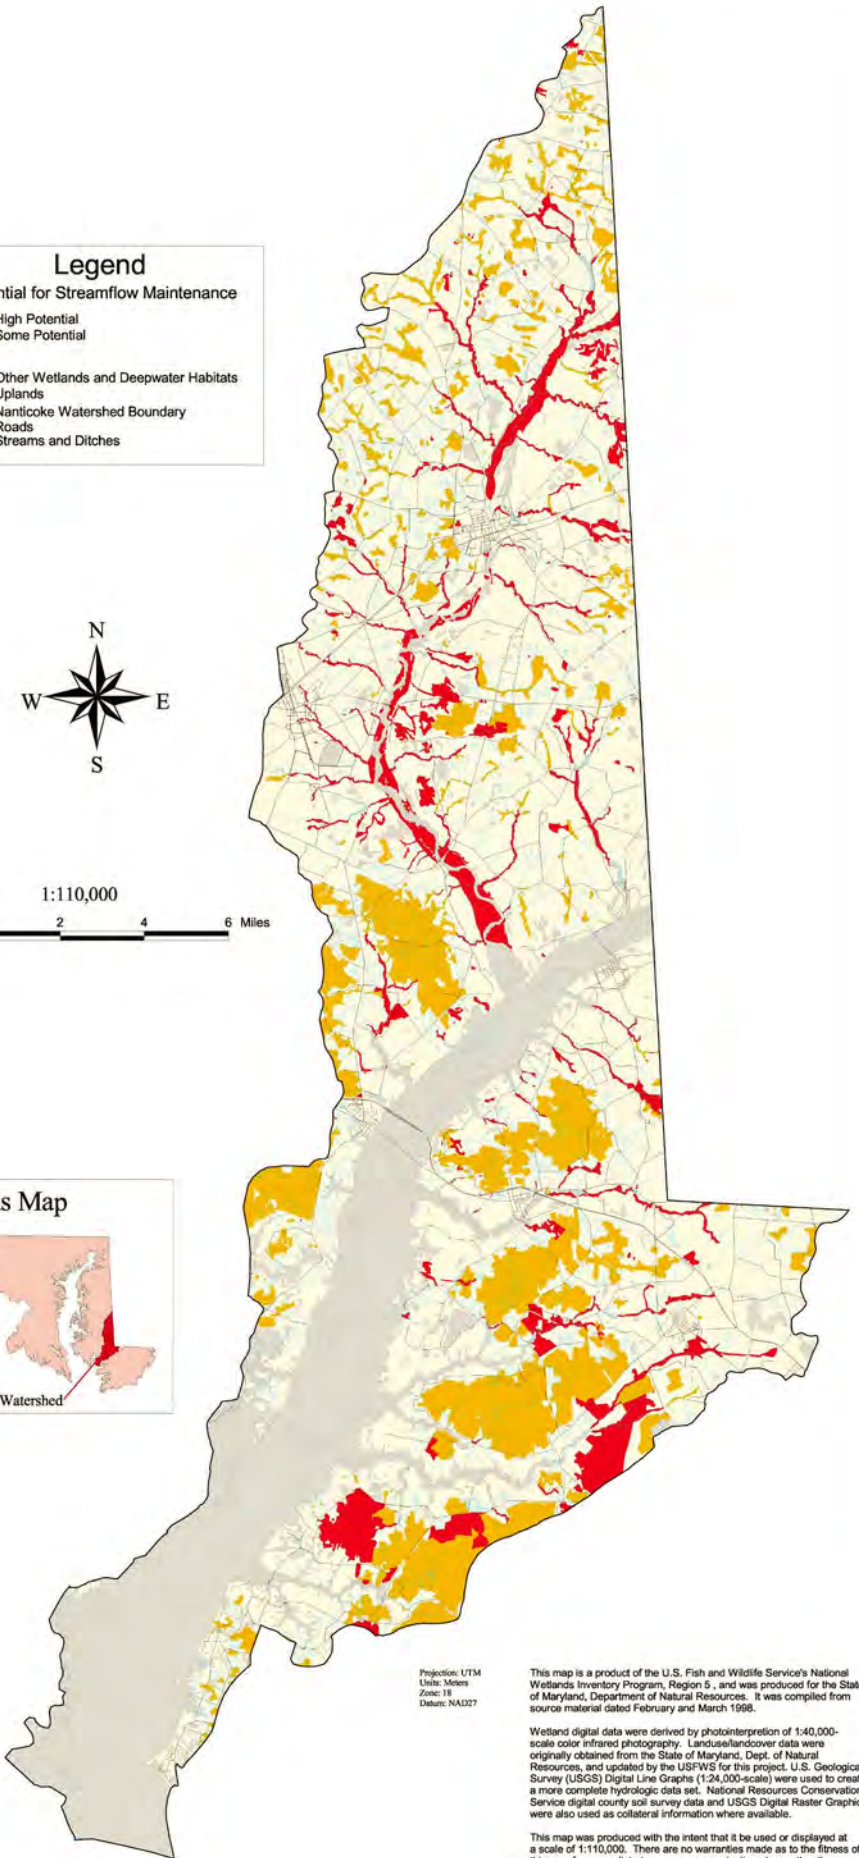 Legend
ntial for Streamflow Maintenance
High Potential
Some Potential
Other Wetlands and Deepwater Habitats
Uplands
Nanticoke Watershed Boundary
Roads
Streams and Ditches
N
W E
S
1:110,000
2 4 6 Miles
s Map
Watershed
Projection: UTM
Units: Meters
Zone: 18
Datum: NAD27
This map is a product of the U.S. Fish and Wildlife Service's National
Wetlands Inventory Program, Region 5 , and was produced for the State
of Maryland, Department of Natural Resources. It was compiled from
source material dated February and March 1998.
Wetland digital data were derived by photointerpretion of 1:40,000-
scale color infrared photography. Landuse/landcover data were
originally obtained from the State of Maryland, Dept. of Natural
Resources, and updated by the USFWS for this project. U.S. Geologica
Survey (USGS) Digital Line Graphs (1:24,000-scale) were used to creat
a more complete hydrologic data set. National Resources Conservation
Service digital county soil survey data and USGS Digital Raster Graphic
were also used as collateral information where available.
This map was produced with the intent that it be used or displayed at
a scale of 1:110,000. There are no warranties made as to the fitness of